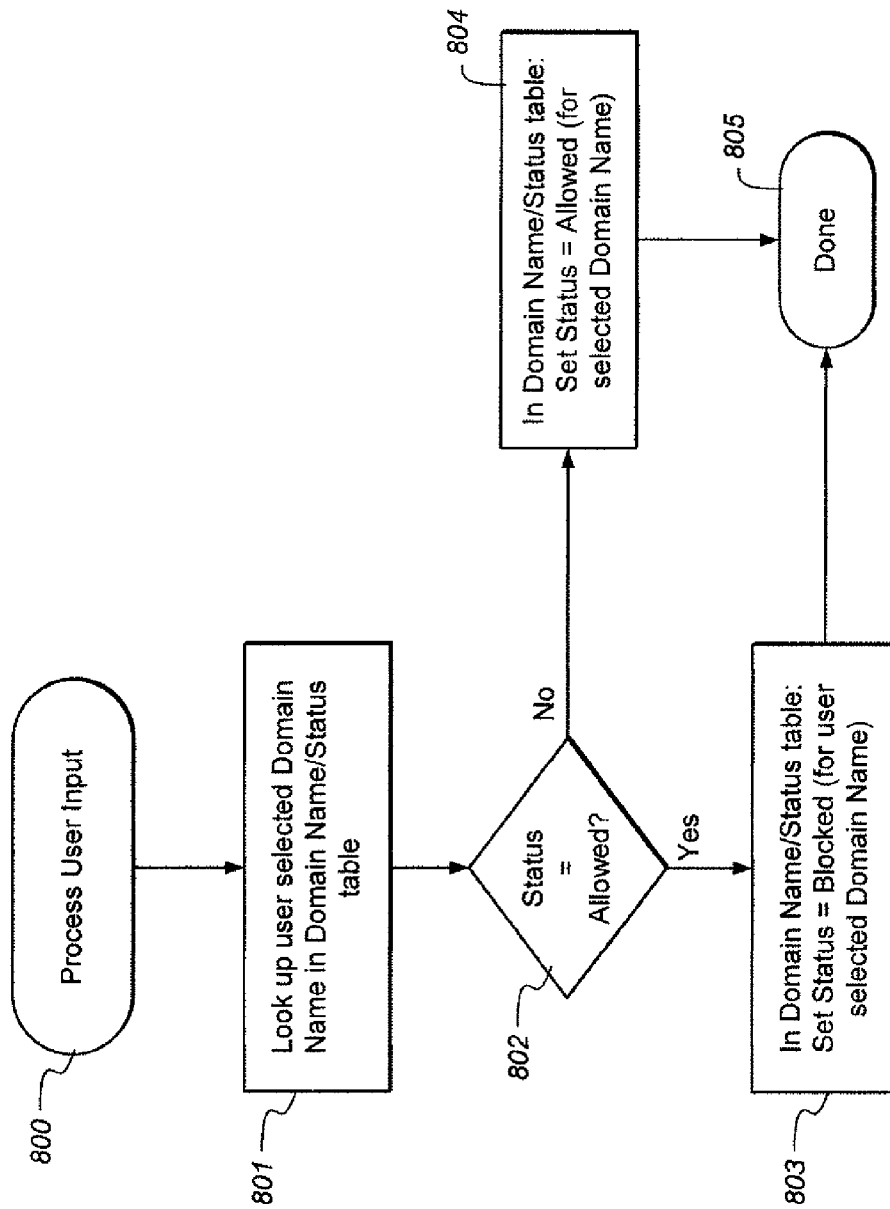 800
Process User Input
801
Look up user selected Domain
Name in Domain Name/Status
table
802
Status
=
Allowed?
No
Yes
804
In Domain Name/Status table:
Set Status = Allowed (for
selected Domain Name)
803
In Domain Name/Status table:
Set Status = Blocked (for user
selected Domain Name)
805
Done